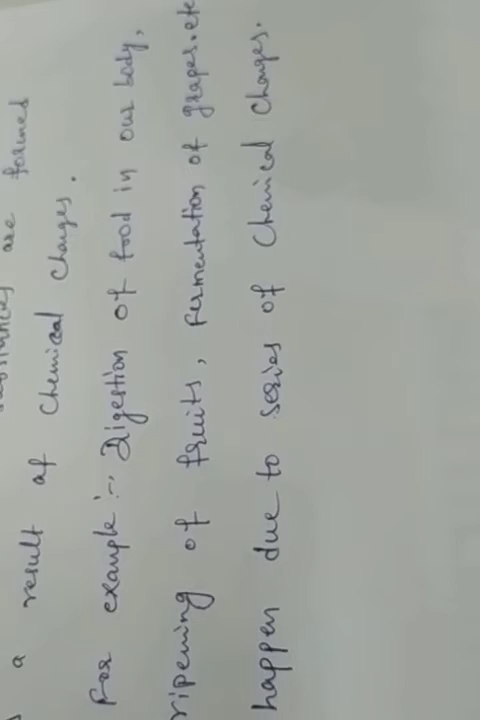 are formed
a result of chemical changes.
For example :- Digestion of food in our body,
ripening of fruits, fermentation of grapes. etc
happen due to series of chemical changes.